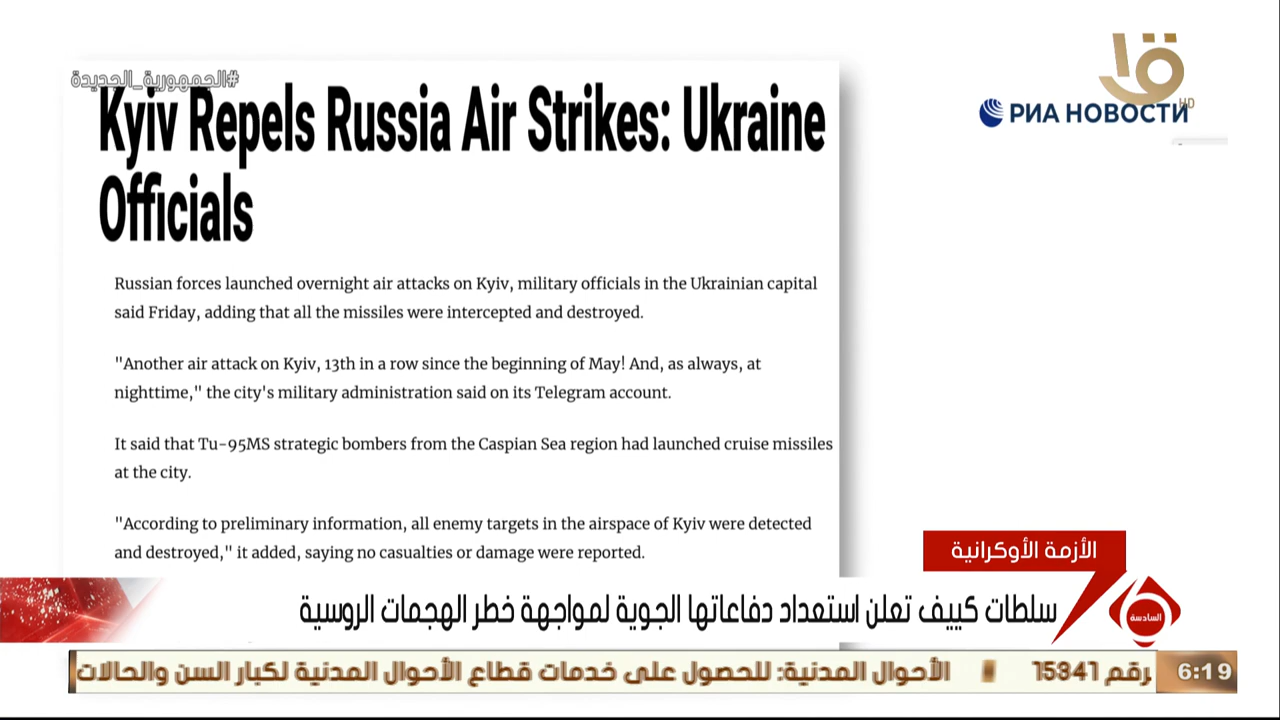 #الجمهورية_الجديدة
HD
РИА НОВОСТИ
Kyiv Repels Russia Air Strikes: Ukraine
Officials
Russian forces launched overnight air attacks on Kyiv, military officials in the Ukrainian capital
said Friday, adding that all the missiles were intercepted and destroyed.
"Another air attack on Kyiv, 13th in a row since the beginning of May! And, as always, at
nighttime," the city's military administration said on its Telegram account.
It said that Tu-95MS strategic bombers from the Caspian Sea region had launched cruise missiles
at the city.
"According to preliminary information, all enemy targets in the airspace of Kyiv were detected
and destroyed," it added, saying no casualties or damage were reported.
الأزمة الأوكرانية
سلطات كييف تعلن استعداد دفاعاتها الجوية لمواجهة خطر الهجمات الروسية
السادسة
6:19
رقم 15341
الأحوال المدنية: للحصول على خدمات قطاع الأحوال المدنية لكبار السن والحالات